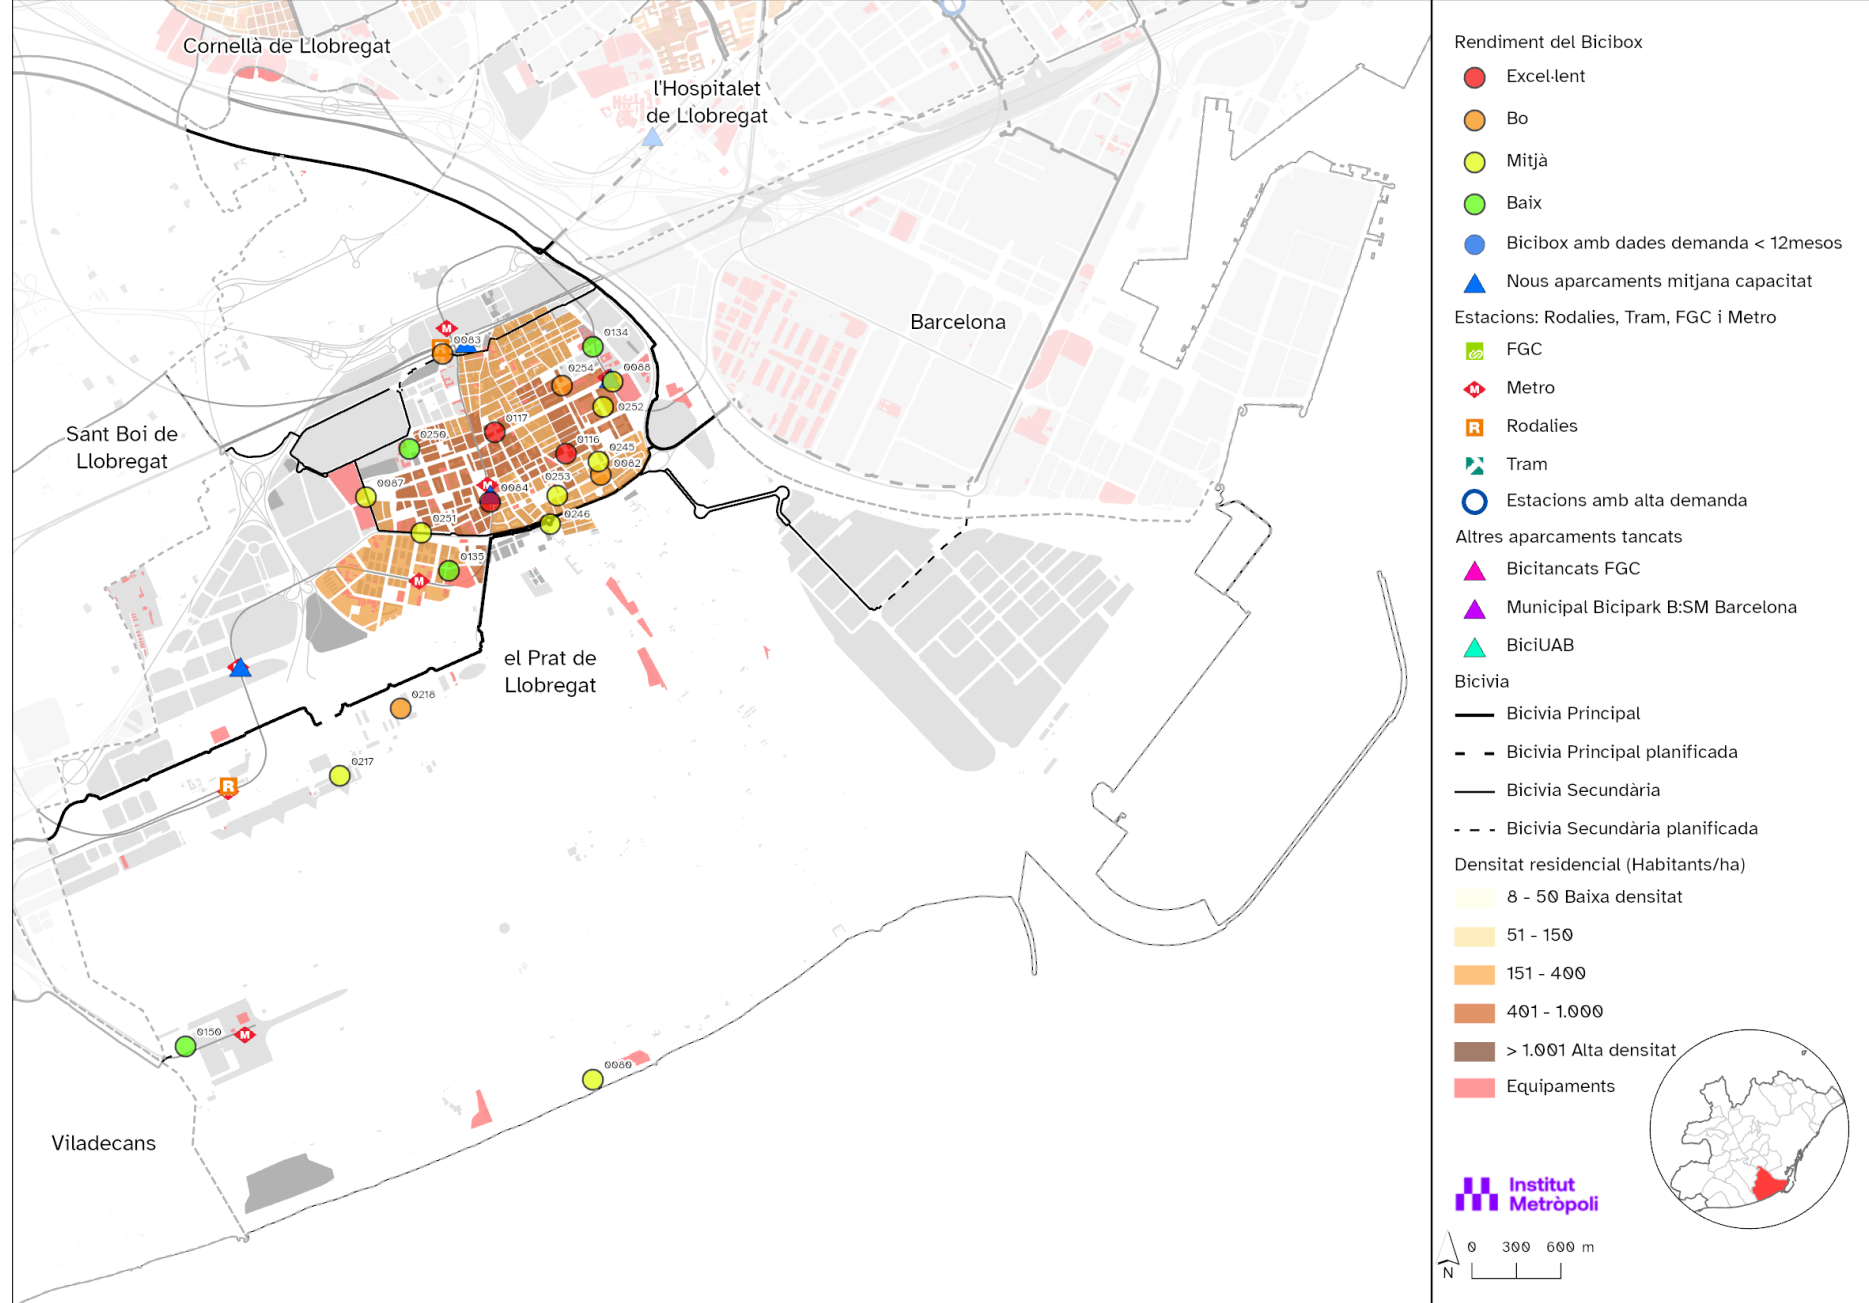 Cornellà de Llobregat
l'Hospitalet
de Llobregat
Barcelona
Sant Boi de
Llobregat
el Prat de
Llobregat
Viladecans
M
0083
0134
0254
0088
0252
0117
0116
0245
0082
0250
0253
0087
M
0084
0246
0251
0135
M
0218
0217
R
0150
M
0080
Rendiment del Bicibox
Excel·lent
Bo
Mitjà
Baix
Bicibox amb dades demanda < 12mesos
Nous aparcaments mitjana capacitat
Estacions: Rodalies, Tram, FGC i Metro
FGC
M Metro
R Rodalies
Tram
Estacions amb alta demanda
Altres aparcaments tancats
Bicitancats FGC
Municipal Bicipark B:SM Barcelona
BiciUAB
Bicivia
Bicivia Principal
Bicivia Principal planificada
Bicivia Secundària
Bicivia Secundària planificada
Densitat residencial (Habitants/ha)
8 - 50 Baixa densitat
51 - 150
151 - 400
401 - 1.000
> 1.001 Alta densitat
Equipaments
Institut
Metròpoli
N
0 300 600 m